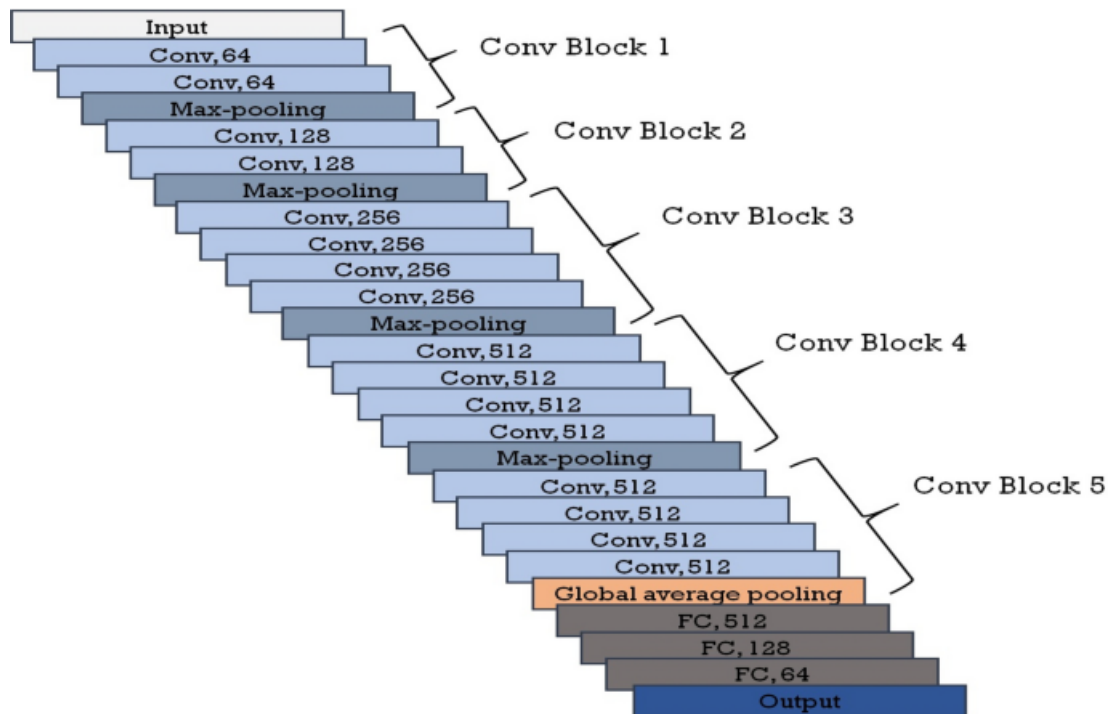 Input
Conv Block 1
Conv,64
Conv,64
Max-pooling
Conv Block 2
Conv,128
Conv,128
Max-pooling
Conv Block 3
Conv,256
Conv,256
Conv,256
Conv,256
Max-pooling
Conv Block 4
Conv,512
Conv,512
Conv,512
Conv,512
Max-pooling
Conv Block 5
Conv,512
Conv,512
Conv,512
Conv,512
Global average pooling
FC,512
FC,128
FC,64
Output